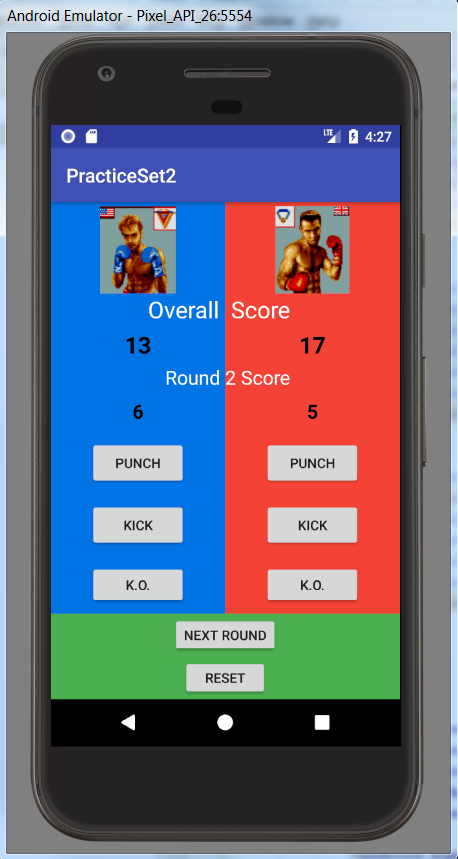 Android Emulator - Pixel_API_26:5554
LTE 4:27
PracticeSet2
Overall Score
13 17
Round 2 Score
6 5
PUNCH PUNCH
KICK KICK
K.O. K.O.
NEXT ROUND
RESET